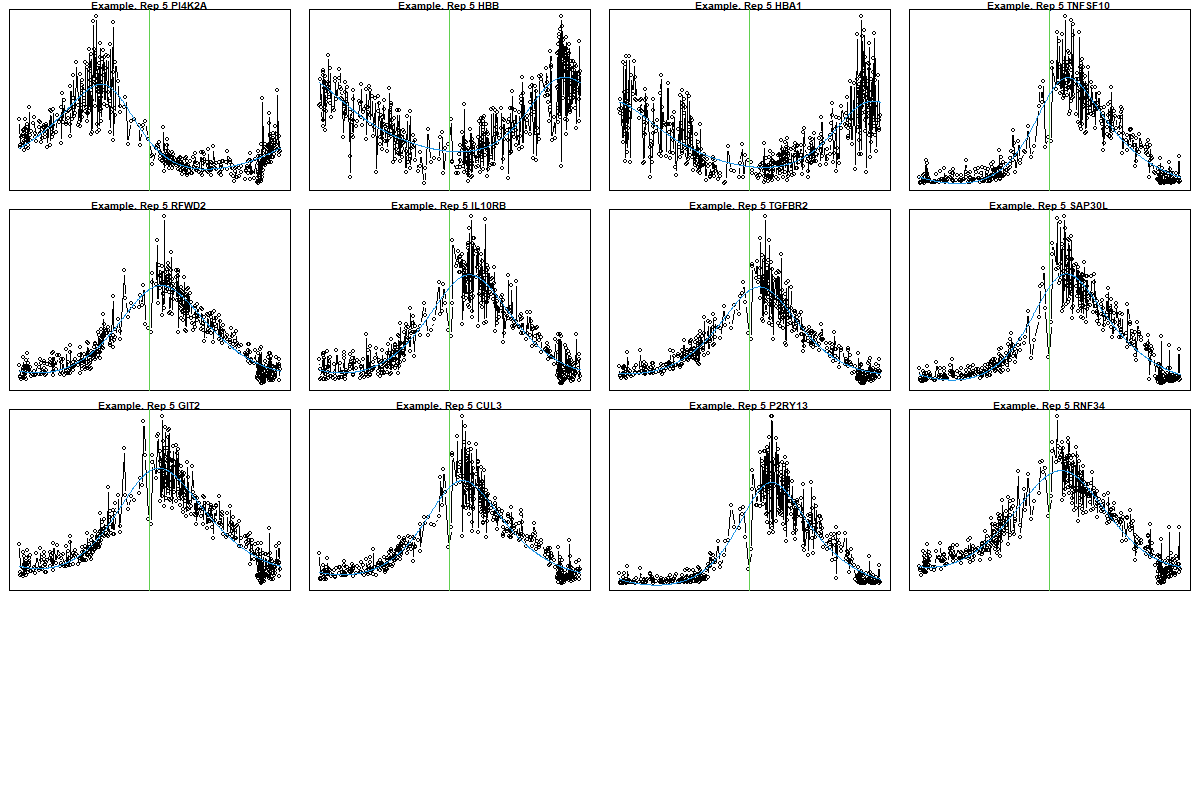 Example. Rep 5 PI4K2A
Example. Rep 5 HBB
Example. Rep 5 HBA1
Example. Rep 5 TNFSF10
Example. Rep 5 RFWD2
Example. Rep 5 IL10RB
Example. Rep 5 TGFBR2
Example. Rep 5 SAP30L
Example. Rep 5 GIT2
Example. Rep 5 CUL3
Example. Rep 5 P2RY13
Example. Rep 5 RNF34